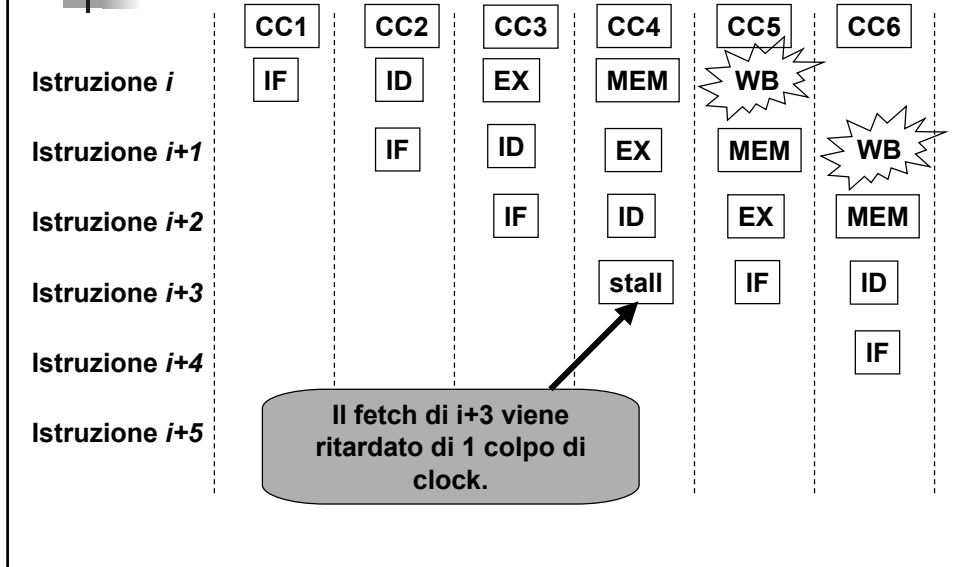 CC1 CC2 CC3 CC4 CC5 CC6
Istruzione i IF ID EX MEM WB
Istruzione i+1 IF ID EX MEM WB
Istruzione i+2 IF ID EX MEM
Istruzione i+3 stall IF ID
Istruzione i+4 IF
Istruzione i+5
Il fetch di i+3 viene
ritardato di 1 colpo di
clock.